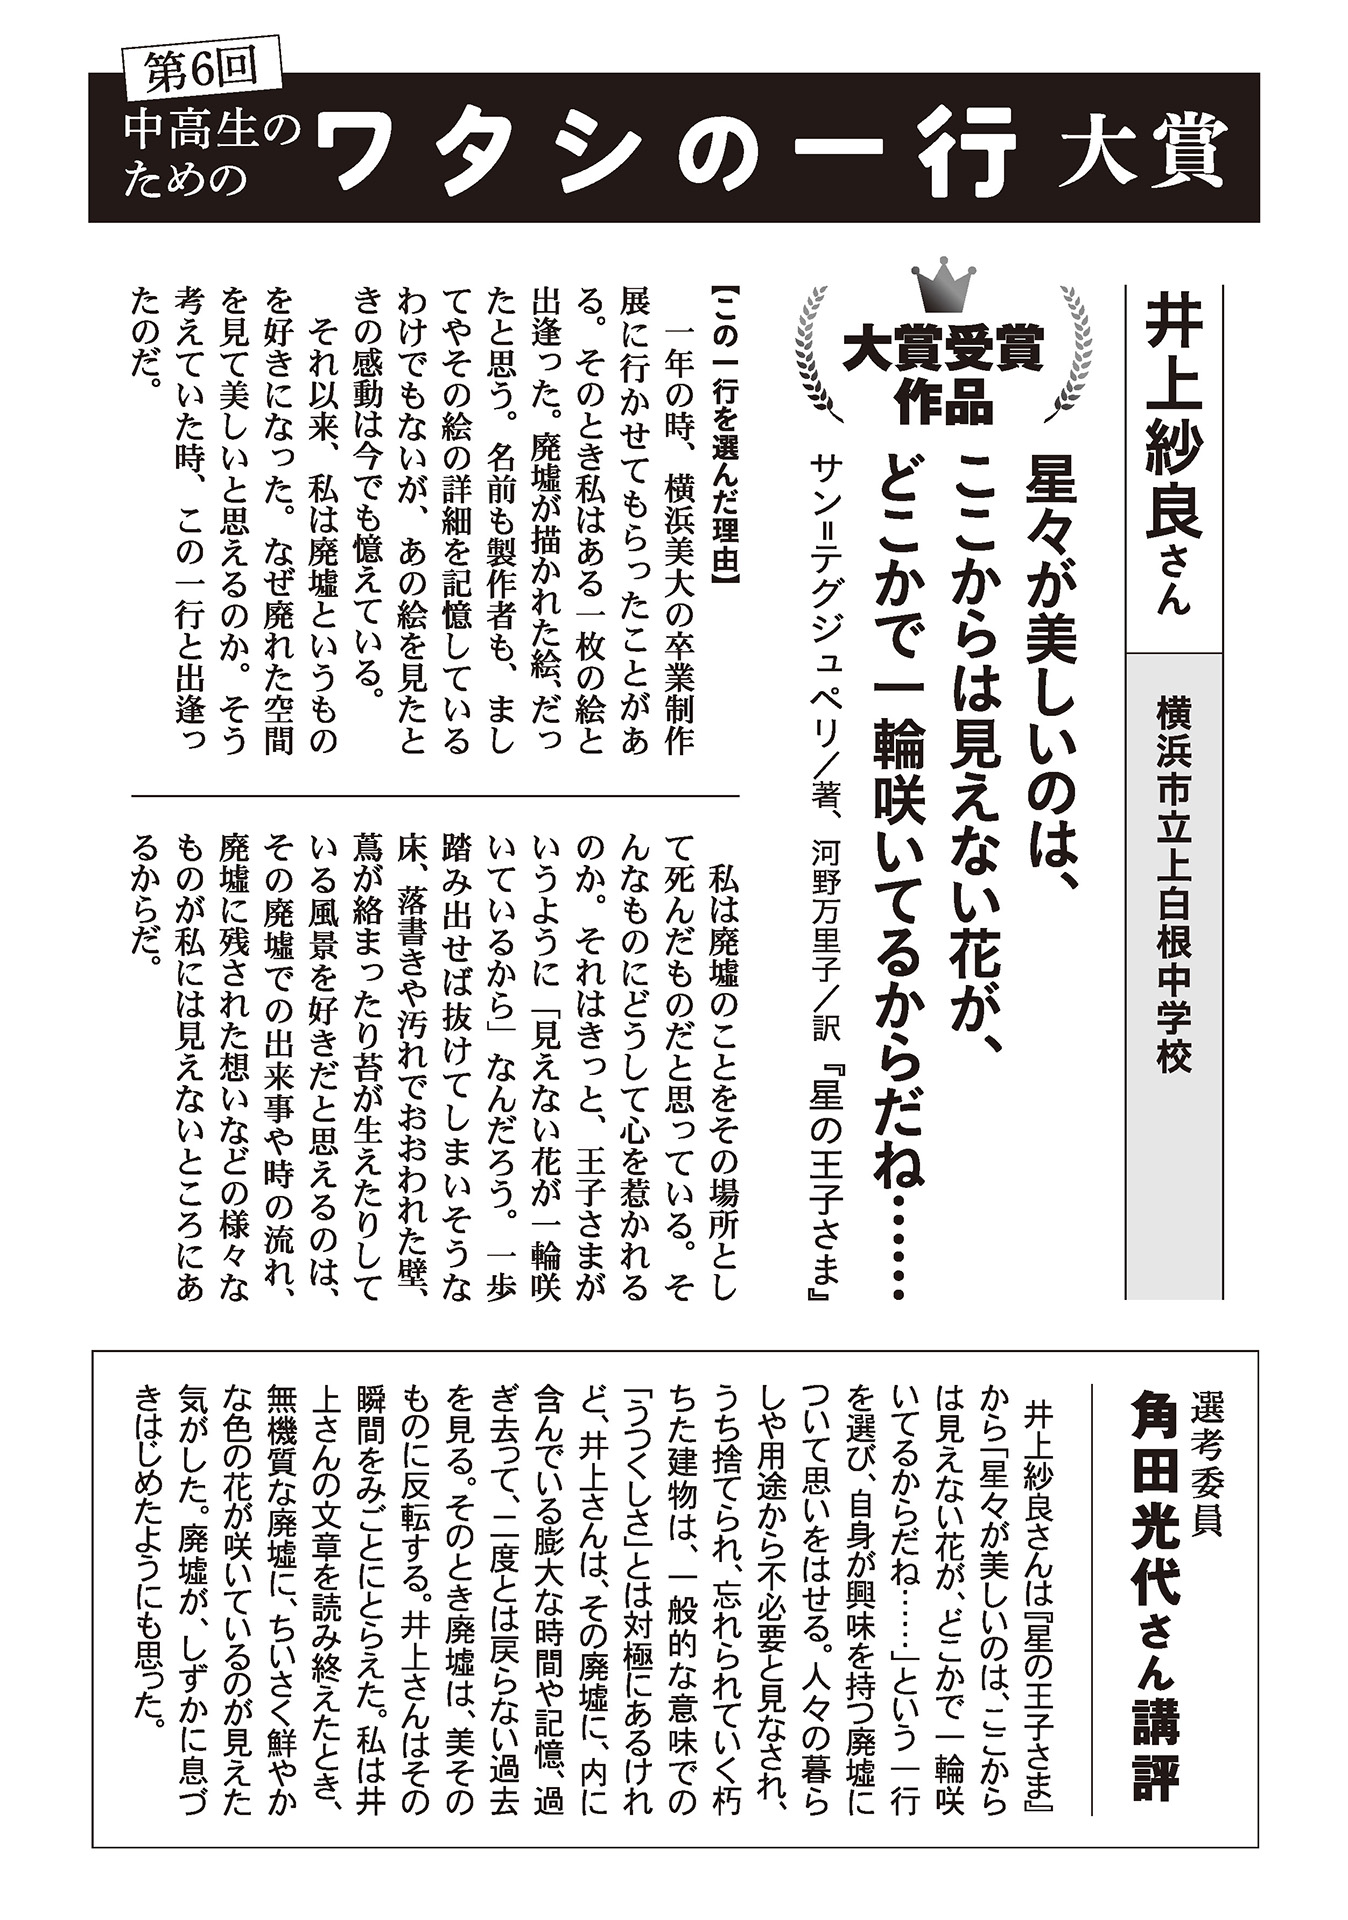 第6回
中高生の
ための
ワタシの一行 大賞
井上紗良さん 横浜市立上白根中学校
大賞受賞
作品
星々が美しいのは、
ここからは見えない花が、
どこかで一輪咲いてるからだね……
サン=テグジュペリ/著、河野万里子/訳『星の王子さま』
【この一行を選んだ理由】
一年の時、横浜美大の卒業制作
展に行かせてもらったことがあ
る。そのとき私はある一枚の絵と
出逢った。廃墟が描かれた絵、だっ
たと思う。名前も製作者も、まし
てやその絵の詳細を記憶している
わけでもないが、あの絵を見たと
きの感動は今でも憶えている。
それ以来、私は廃墟というもの
を好きになった。なぜ廃れた空間
を見て美しいと思えるのか。そう
考えていた時、この一行と出逢っ
たのだ。
私は廃墟のことをその場所とし
て死んだものだと思っている。そ
んなものにどうして心を惹かれる
のか。それはきっと、王子さまが
いうように「見えない花が一輪咲
いているから」なんだろう。一歩
踏み出せば抜けてしまいそうな
床、落書きや汚れでおおわれた壁、
蔦が絡まったり苔が生えたりして
いる風景を好きだと思えるのは、
その廃墟での出来事や時の流れ、
廃墟に残された想いなどの様々な
ものが私には見えないところにあ
るからだ。
選考委員
角田光代さん講評
井上紗良さんは『星の王子さま』
から「星々が美しいのは、ここから
は見えない花が、どこかで一輪咲
いてるからだね……」という一行
を選び、自身が興味を持つ廃墟に
ついて思いをはせる。人々の暮ら
しや用途から不必要と見なされ、
うち捨てられ、忘れられていく朽
ちた建物は、一般的な意味での
「うつくしさ」とは対極にあるけれ
ど、井上さんは、その廃墟に、内に
含んでいる膨大な時間や記憶、過
ぎ去って、二度とは戻らない過去
を見る。そのとき廃墟は、美その
ものに反転する。井上さんはその
瞬間をみごとにとらえた。私は井
上さんの文章を読み終えたとき、
無機質な廃墟に、ちいさく鮮やか
な色の花が咲いているのが見えた
気がした。廃墟が、しずかに息づ
きはじめたようにも思った。